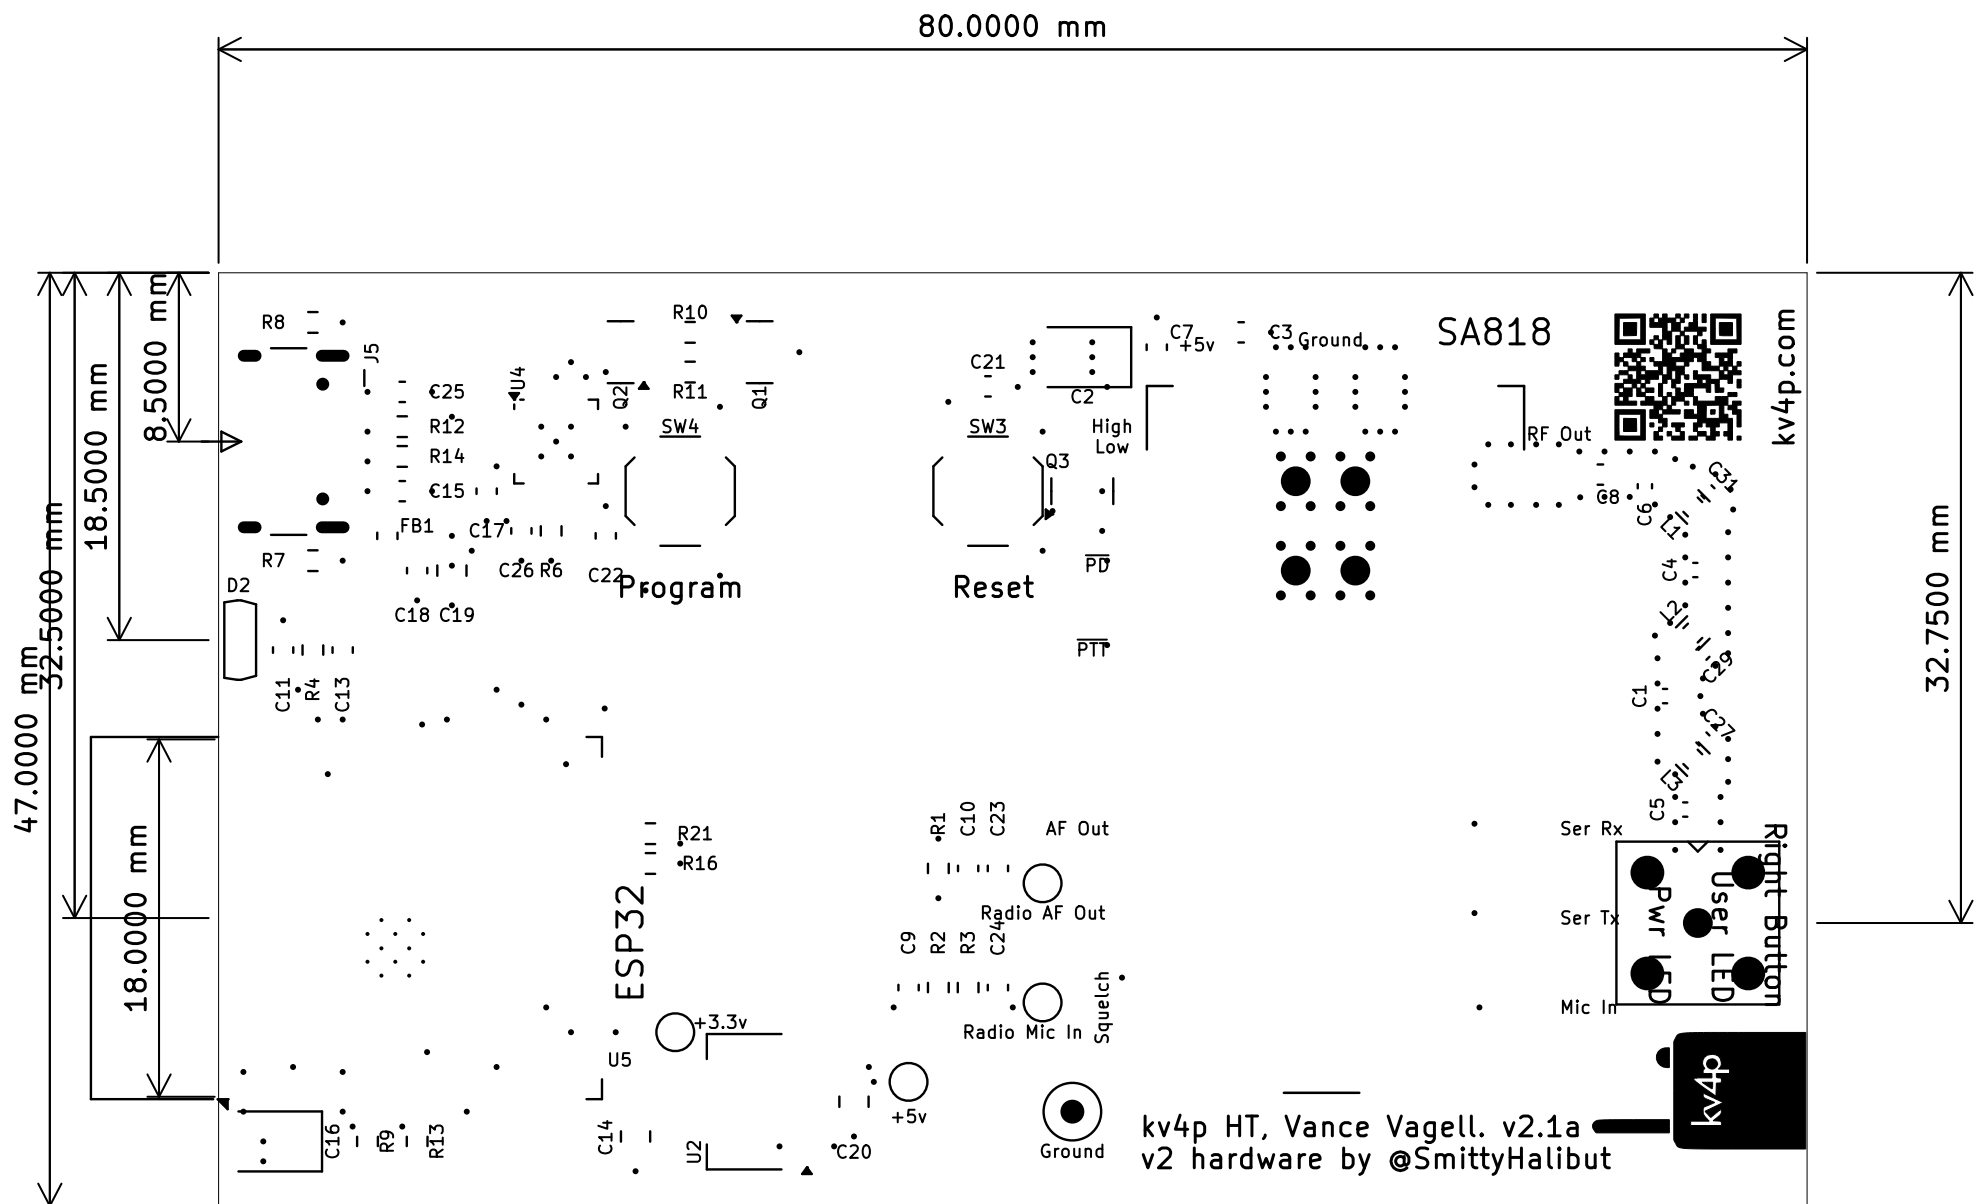 80.0000 mm
8.5000 mm
18.5000 mm
32.5000 mm
47.0000 mm
18.0000 mm
32.7500 mm
R8
J5
R10
R11
Q2
Q1
U4
C25
R12
R14
C15
SW4
SW3
C21
C2
C7
+5v
C3
Ground
SA818
kv4p.com
High
Low
Q3
RF Out
C31
C8
C6
L1
FB1
C17
R7
C26
R6
C22
Program
Reset
PD
C4
D2
C18
C19
L2
PTT
C29
C11
R4
C13
C1
C27
L3
C5
R1
C10
C23
AF Out
Ser Rx
R21
R16
ESP32
Radio AF Out
Ser Tx
Pwr LED
User LED
Right Button
C9
R2
R3
C24
Squelch
Mic In
+3.3v
Radio Mic In
U5
kv4p
+5v
C16
R9
R13
C14
U2
C20
Ground
kv4p HT, Vance Vagell. v2.1a
v2 hardware by @SmittyHalibut